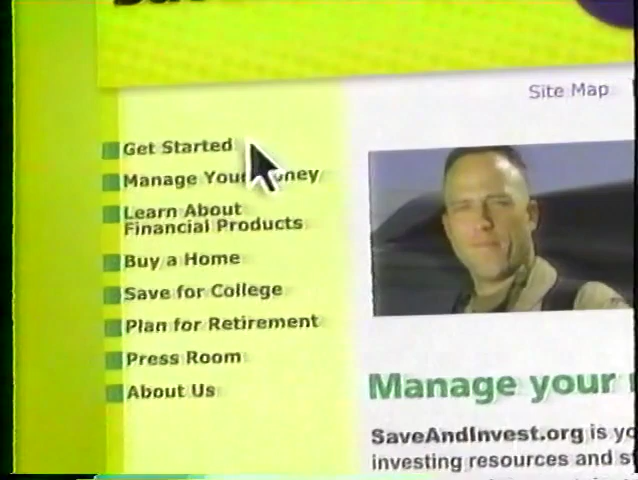 Site Map
Get Started
Manage Your Money
Learn About
Financial Products
Buy a Home
Save for College
Plan for Retirement
Press Room
About Us
Manage your
SaveAndInvest.org is yo
investing resources and st